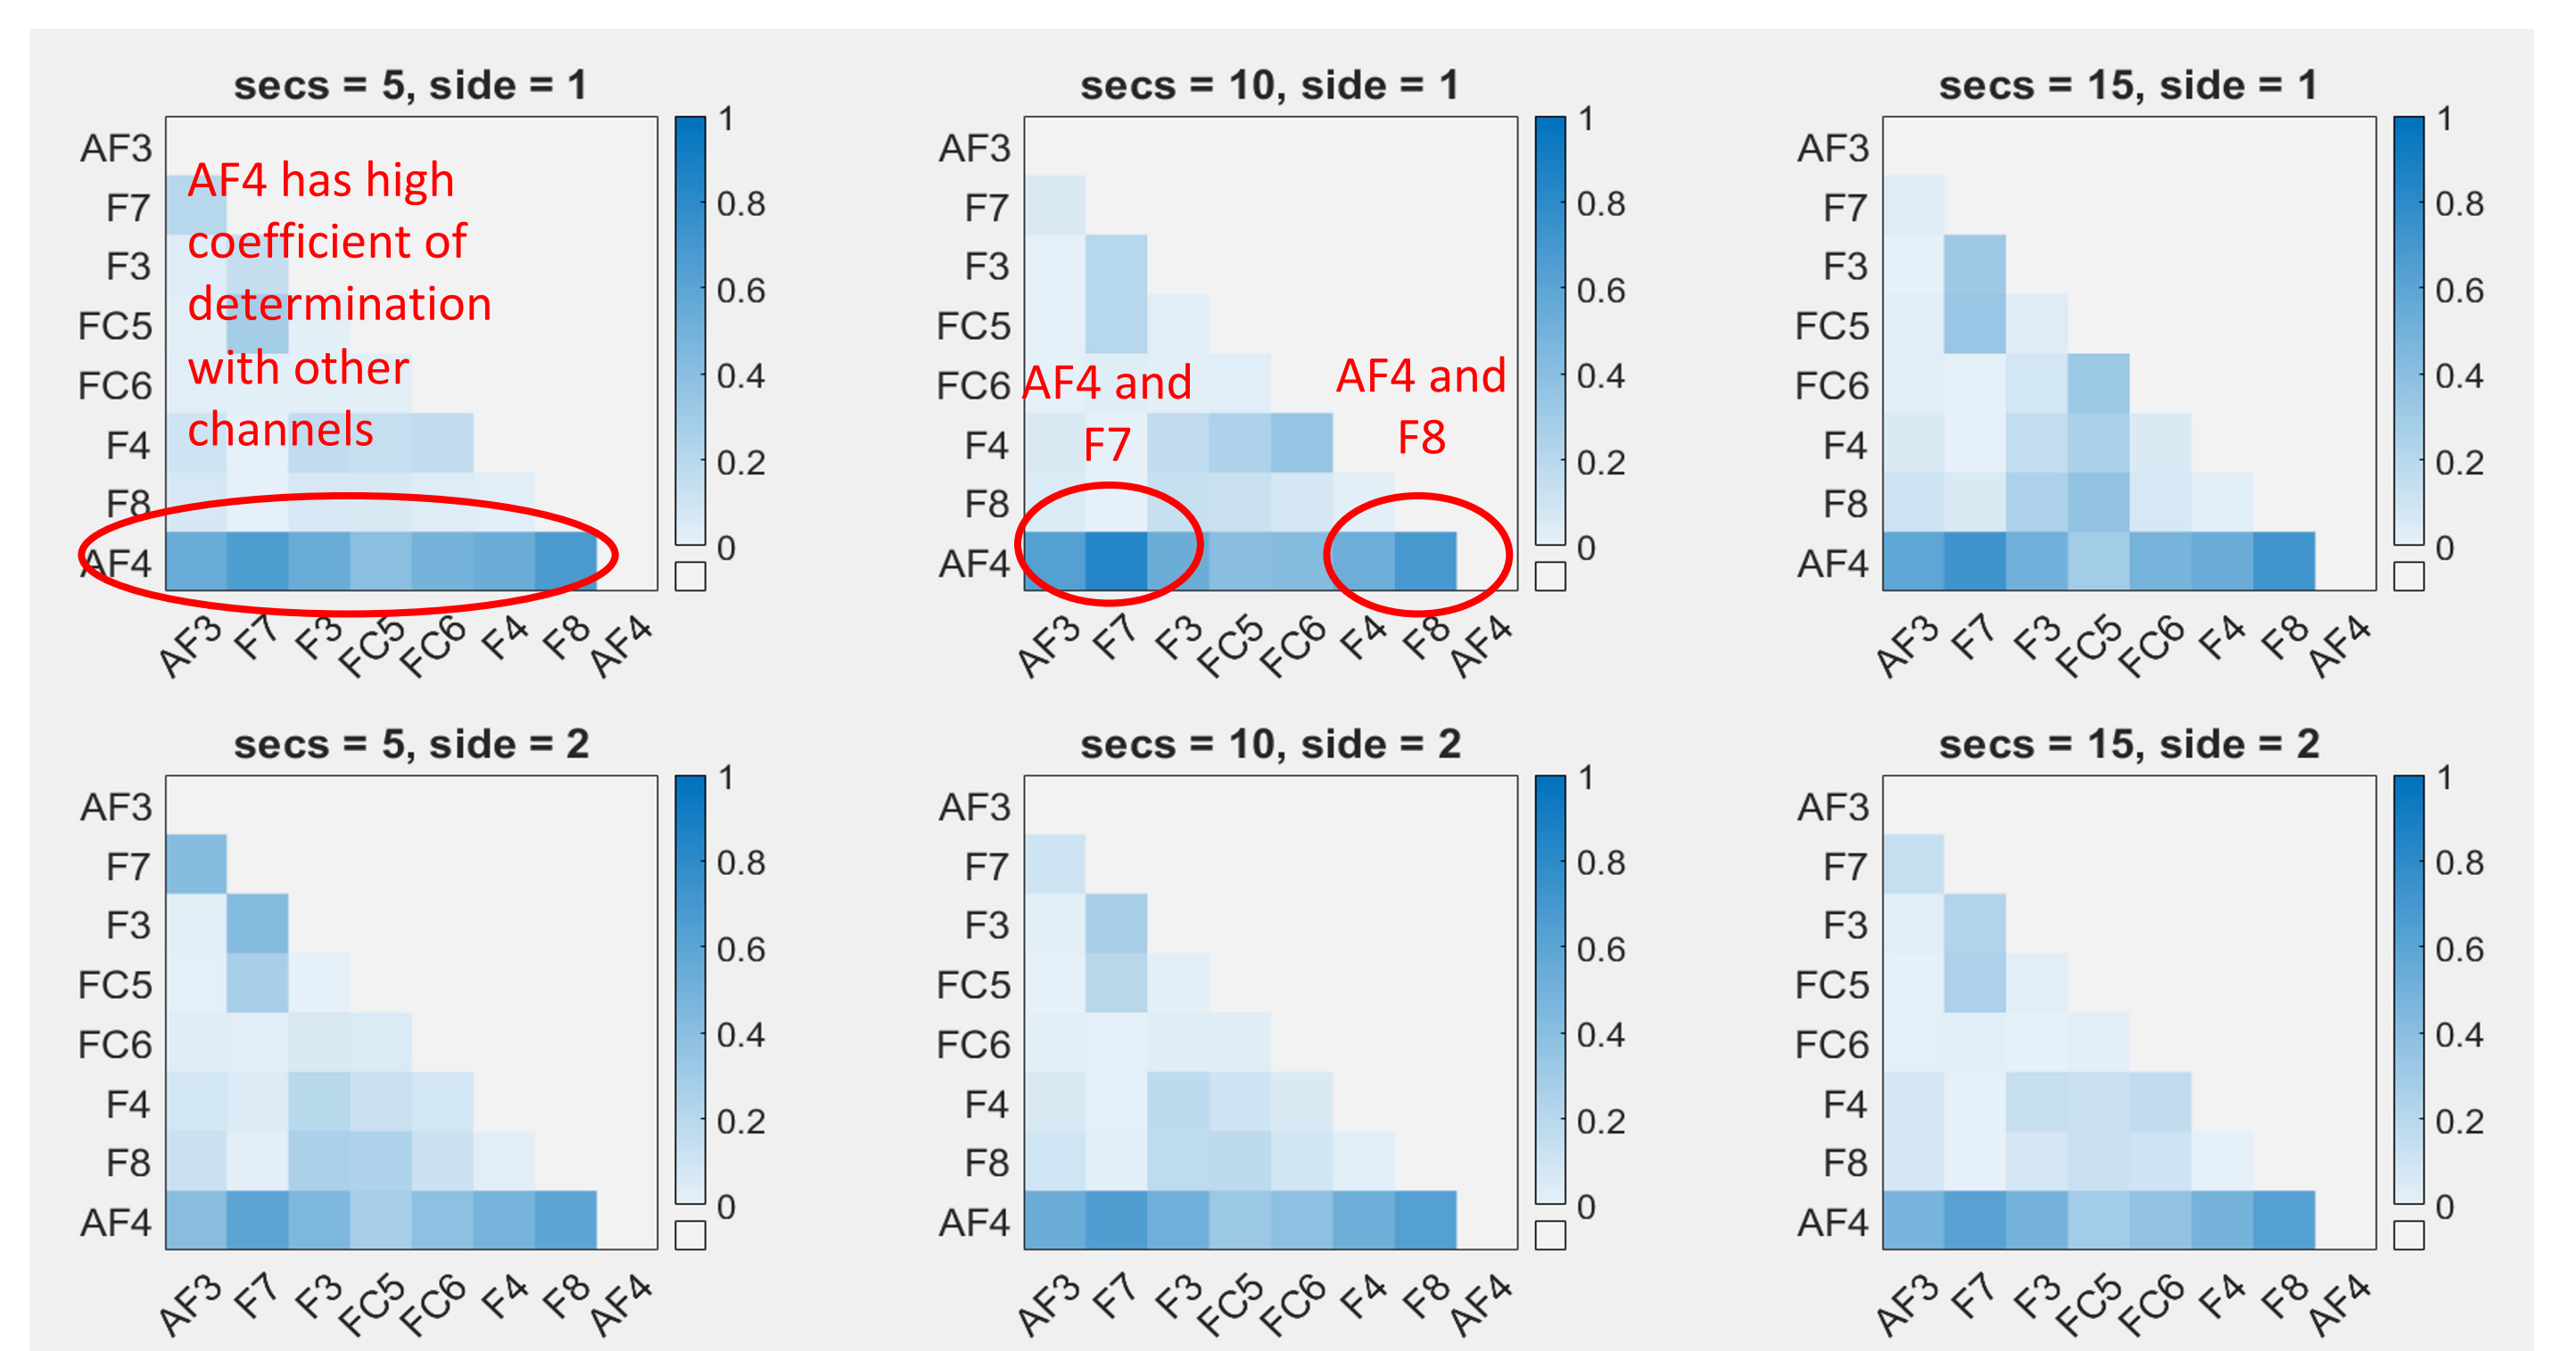 secs = 5, side = 1
AF3
F7
F3
FC5
FC6
F4
F8
AF4
AF4 has high
coefficient of
determination
with other
channels
1
0.8
0.6
0.4
0.2
0
AF3 F7 F3 FC5 FC6 F4 F8 AF4
secs = 10, side = 1
AF3
F7
F3
FC5
FC6
F4
F8
AF4
AF4 and
F7
AF4 and
F8
1
0.8
0.6
0.4
0.2
0
AF3 F7 F3 FC5 FC6 F4 F8 AF4
secs = 15, side = 1
AF3
F7
F3
FC5
FC6
F4
F8
AF4
1
0.8
0.6
0.4
0.2
0
AF3 F7 F3 FC5 FC6 F4 F8 AF4
secs = 5, side = 2
AF3
F7
F3
FC5
FC6
F4
F8
AF4
1
0.8
0.6
0.4
0.2
0
AF3 F7 F3 FC5 FC6 F4 F8 AF4
secs = 10, side = 2
AF3
F7
F3
FC5
FC6
F4
F8
AF4
1
0.8
0.6
0.4
0.2
0
AF3 F7 F3 FC5 FC6 F4 F8 AF4
secs = 15, side = 2
AF3
F7
F3
FC5
FC6
F4
F8
AF4
1
0.8
0.6
0.4
0.2
0
AF3 F7 F3 FC5 FC6 F4 F8 AF4